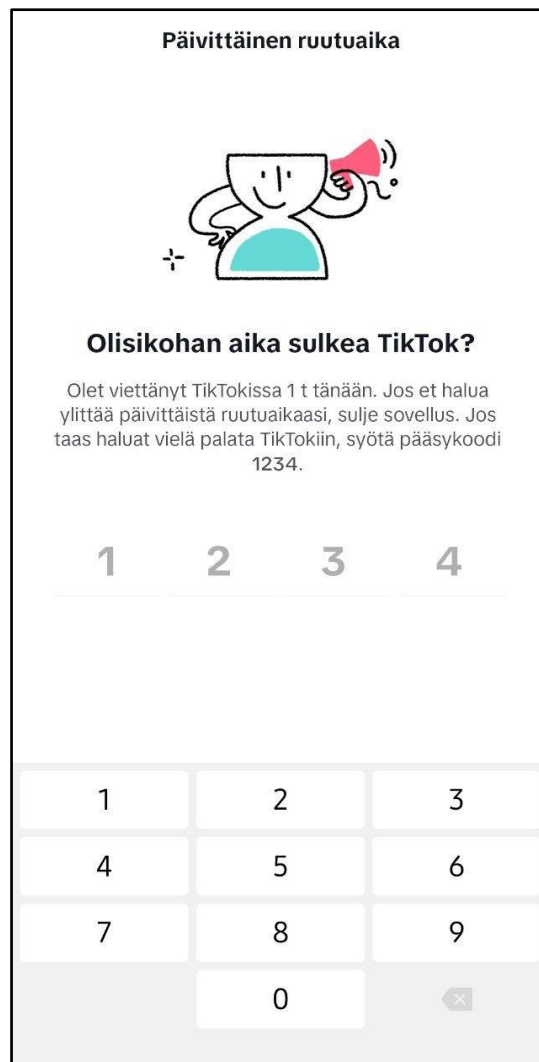 Päivittäinen ruutuaika
Olisikohan aika sulkea TikTok?
Olet viettänyt TikTokissa 1 t tänään. Jos et halua
ylittää päivittäistä ruutuaikaasi, sulje sovellus. Jos
taas haluat vielä palata TikTokiin, syötä pääsykoodi
1234.
1 2 3 4
1 2 3
4 5 6
7 8 9
0